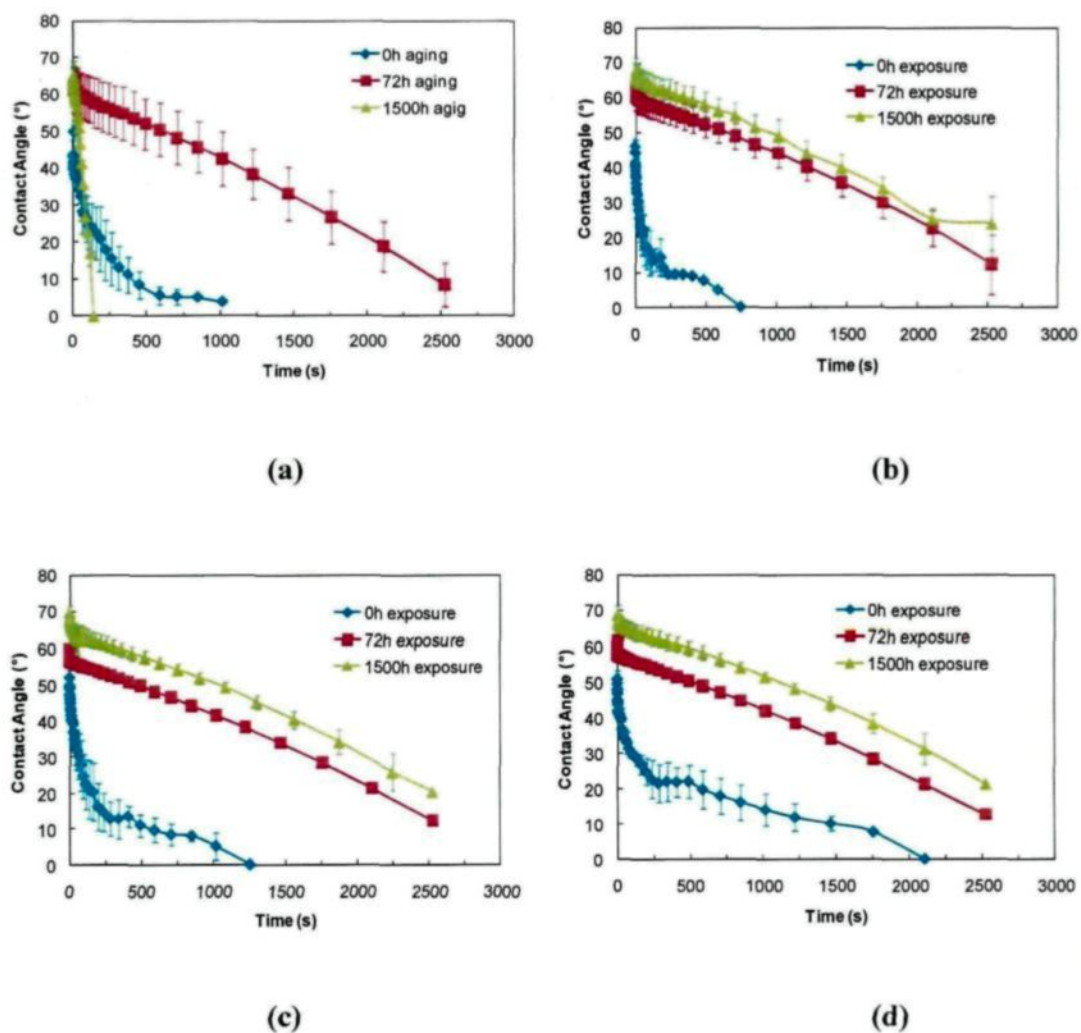 80
70
60
50
40
30
20
10
0
Contact Angle (°)
0h aging
72h aging
1500h agig
0 500 1000 1500 2000 2500 3000
Time (s)
(a)
80
70
60
50
40
30
20
10
0
Contact Angle (°)
0h exposure
72h exposure
1500h exposure
0 500 1000 1500 2000 2500 3000
Time (s)
(b)
80
70
60
50
40
30
20
10
0
Contact Angle (°)
0h exposure
72h exposure
1500h exposure
0 500 1000 1500 2000 2500 3000
Time (s)
(c)
80
70
60
50
40
30
20
10
0
Contact Angle (°)
0h exposure
72h exposure
1500h exposure
0 500 1000 1500 2000 2500 3000
Time (s)
(d)